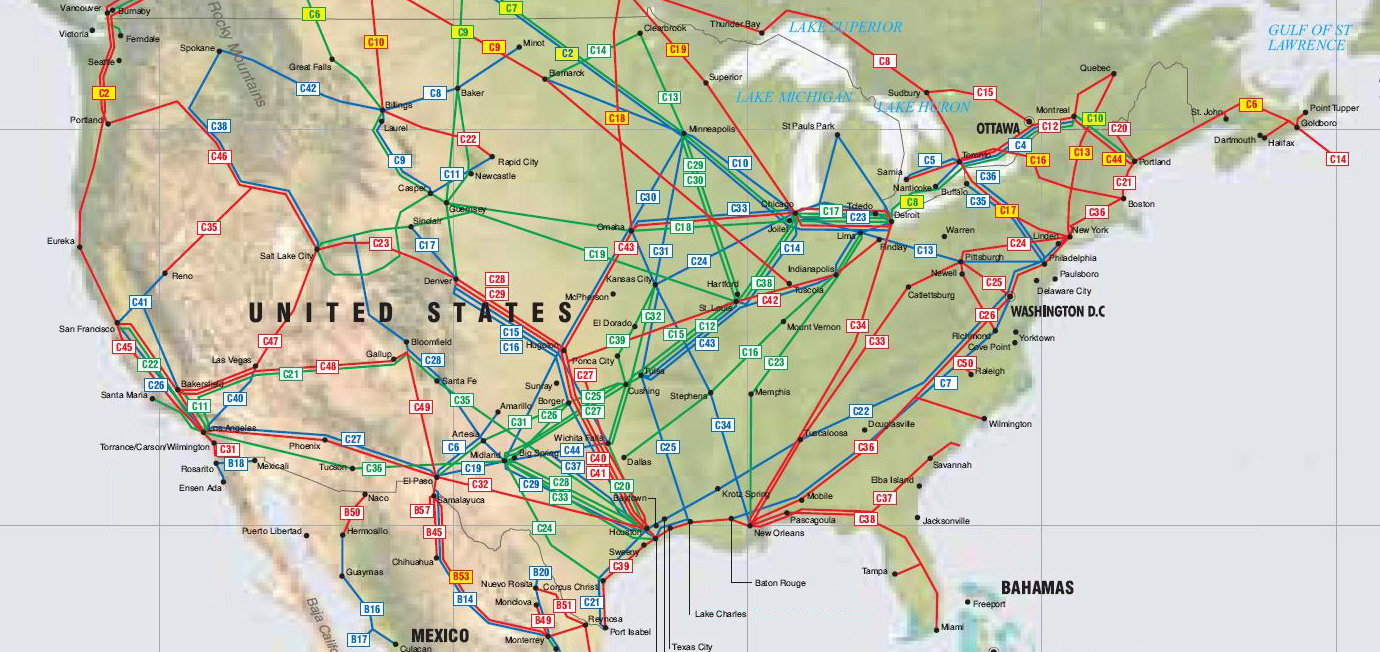 Vancouver
Burnaby
C6
C7
Thunder Bay
LAKE SUPERIOR
GULF OF ST
LAWRENCE
Victoria
Ferndale
Spokane
Rocky Mountains
C10
C9
C9
Minot
C2
C14
Clearbrook
C19
C8
Seattle
Great Falls
Bismarck
Superior
Quebec
C2
C42
C8
Baker
C13
LAKE MICHIGAN
LAKE HURON
Sudbury
C15
Billings
Montreal
C10
St. John
C6
Point Tupper
Portland
C38
Laurel
C22
C18
Minneapolis
St Pauls Park
OTTAWA
C12
C20
Goldboro
Dartmouth
Halifax
C46
C9
Rapid City
C29
C10
C5
Toronto
C4
C16
C13
C44
Portland
C14
C11
Newcastle
C30
Sarnia
C36
C21
Casper
C30
Nanticoke
Buffalo
C35
Boston
Guernsey
Chicago
C33
C17
Toledo
C8
C17
C36
Sinclair
C23
Detroit
C35
Omaha
C18
Joliet
Lima
Warren
New York
Eureka
C23
C17
C43
C31
C14
Findlay
C13
C24
Linden
Salt Lake City
C19
C24
Pittsburgh
Philadelphia
Reno
Denver
C28
C29
Kansas City
Hartford
C38
Indianapolis
Newell
C25
Paulsboro
C41
McPherson
C42
Tuscola
Catlettsburg
Delaware City
UNITED STATES
St. Louis
WASHINGTON D.C
San Francisco
C15
El Dorado
C32
C12
Mount Vernon
C34
C26
C45
C47
Bloomfield
C16
Hugoton
C39
C15
C43
C33
Richmond
Yorktown
C22
Las Vegas
C48
Gallup
C28
Ponca City
C16
Cove Point
C26
Bakersfield
C21
Santa Fe
Sunray
C27
Tulsa
C23
C50
Raleigh
Santa Maria
C11
C40
C35
Borger
C25
Cushing
Stephens
Memphis
C7
C49
Amarillo
C26
C27
C22
Los Angeles
C31
Douglasville
Wilmington
Torrance/Carson/Wilmington
Phoenix
C27
Artesia
Wichita Falls
C34
Tuscaloosa
C31
C6
Big Spring
C44
C40
C25
C36
Rosarito
B18
Mexicali
Tucson
C36
Midland
C19
C37
C41
Dallas
Savannah
Ensen Ada
El Paso
C32
C29
C28
C20
Elba Island
Naco
Samalayuca
C33
Baytown
Krotz Spring
Mobile
C37
B50
B57
Pascagoula
C38
Jacksonville
Puerto Libertad
Hermosillo
B45
C24
Houston
New Orleans
Sweeny
Chihuahua
C39
Tampa
Guaymas
B53
B20
Nuevo Rosita
Corpus Christ
Baton Rouge
BAHAMAS
Baja Califo
B16
B14
Monclova
B51
C21
Freeport
B49
Reynosa
Lake Charles
B17
MEXICO
Monterrey
Port Isabel
Miami
Culacan
Texas City